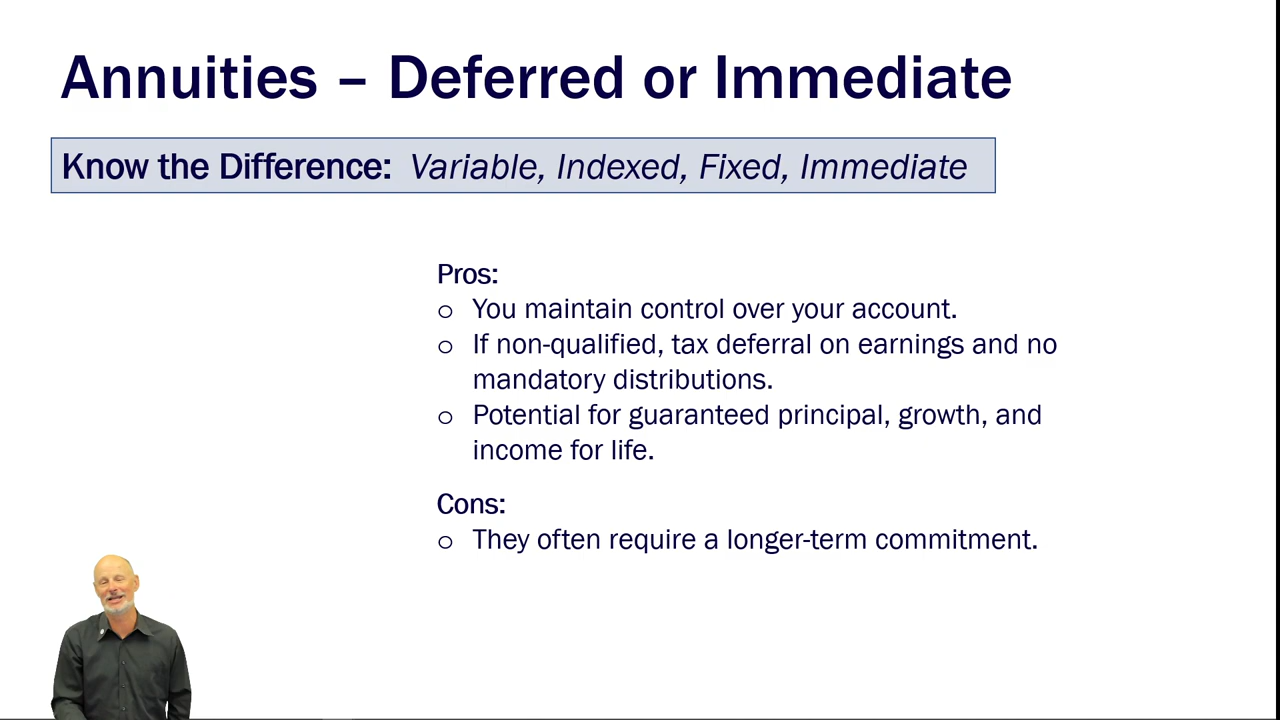 Annuities – Deferred or Immediate
Know the Difference: Variable, Indexed, Fixed, Immediate
Pros:
o You maintain control over your account.
o If non-qualified, tax deferral on earnings and no
mandatory distributions.
o Potential for guaranteed principal, growth, and
income for life.
Cons:
o They often require a longer-term commitment.